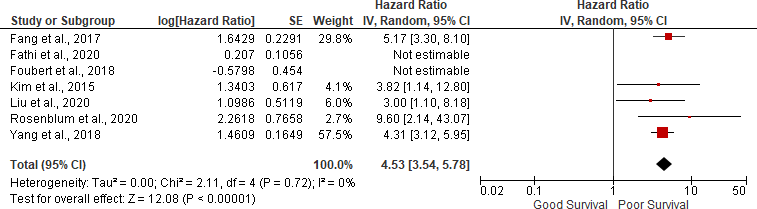 Hazard Ratio Hazard Ratio
Study or Subgroup log[Hazard Ratio] SE Weight IV, Random, 95% CI IV, Random, 95% CI
Fang et al., 2017 1.6429 0.2291 29.8% 5.17 [3.30, 8.10]
Fathi et al., 2020 0.207 0.1056 Not estimable
Foubert et al., 2018 -0.5798 0.454 Not estimable
Kim et al., 2015 1.3403 0.617 4.1% 3.82 [1.14, 12.80]
Liu et al., 2020 1.0986 0.5119 6.0% 3.00 [1.10, 8.18]
Rosenblum et al., 2020 2.2618 0.7658 2.7% 9.60 [2.14, 43.07]
Yang et al., 2018 1.4609 0.1649 57.5% 4.31 [3.12, 5.95]
Total (95% CI) 100.0% 4.53 [3.54, 5.78]
Heterogeneity: Tau² = 0.00; Chi² = 2.11, df = 4 (P = 0.72); I² = 0%
Test for overall effect: Z = 12.08 (P < 0.00001)
0.02 0.1 1 10 50
Good Survival Poor Survival